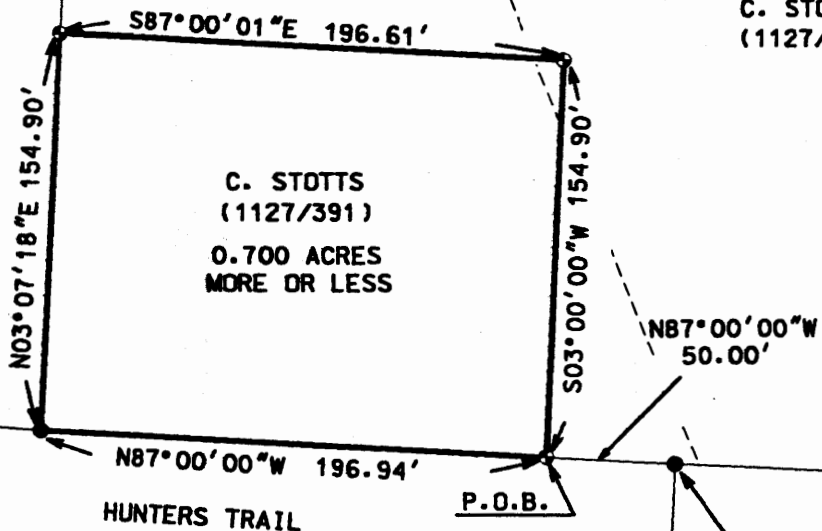 C. STO
(1127/
S87°00'01"E 196.61'
N03°07'18"E 154.90'
C. STOTTS
(1127/391)
0.700 ACRES
MORE OR LESS
S03°00'00"W 154.90'
N87°00'00"W
50.00'
N87°00'00"W 196.94'
P.O.B.
HUNTERS TRAIL